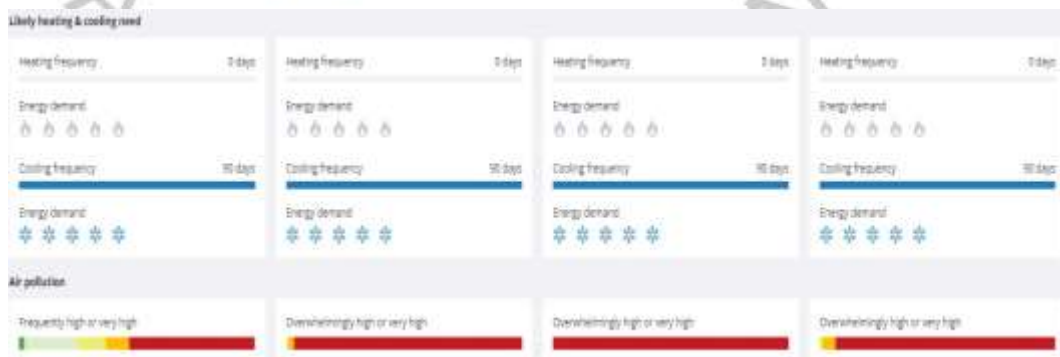 Likely heating & cooling need
Heating frequency 0 days Heating frequency 0 days Heating frequency 0 days Heating frequency 0 days
Energy demand Energy demand Energy demand Energy demand
Cooling frequency 90 days Cooling frequency 90 days Cooling frequency 90 days Cooling frequency 90 days
Energy demand Energy demand Energy demand Energy demand
Air pollution
Frequently high or very high Overwhelmingly high or very high Overwhelmingly high or very high Overwhelmingly high or very high